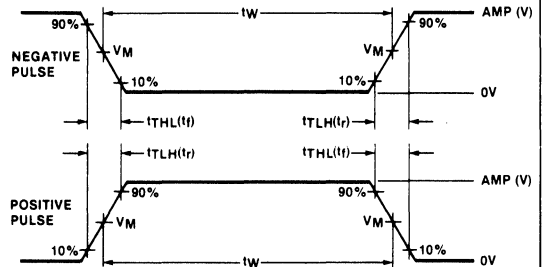 tW
AMP (V)
90%
90%
NEGATIVE
PULSE
VM
VM
10%
10%
0V
tTHL(tf)
tTLH(tr)
tTLH(tr)
tTHL(tf)
AMP (V)
90%
90%
POSITIVE
PULSE
VM
VM
10%
10%
tW
0V